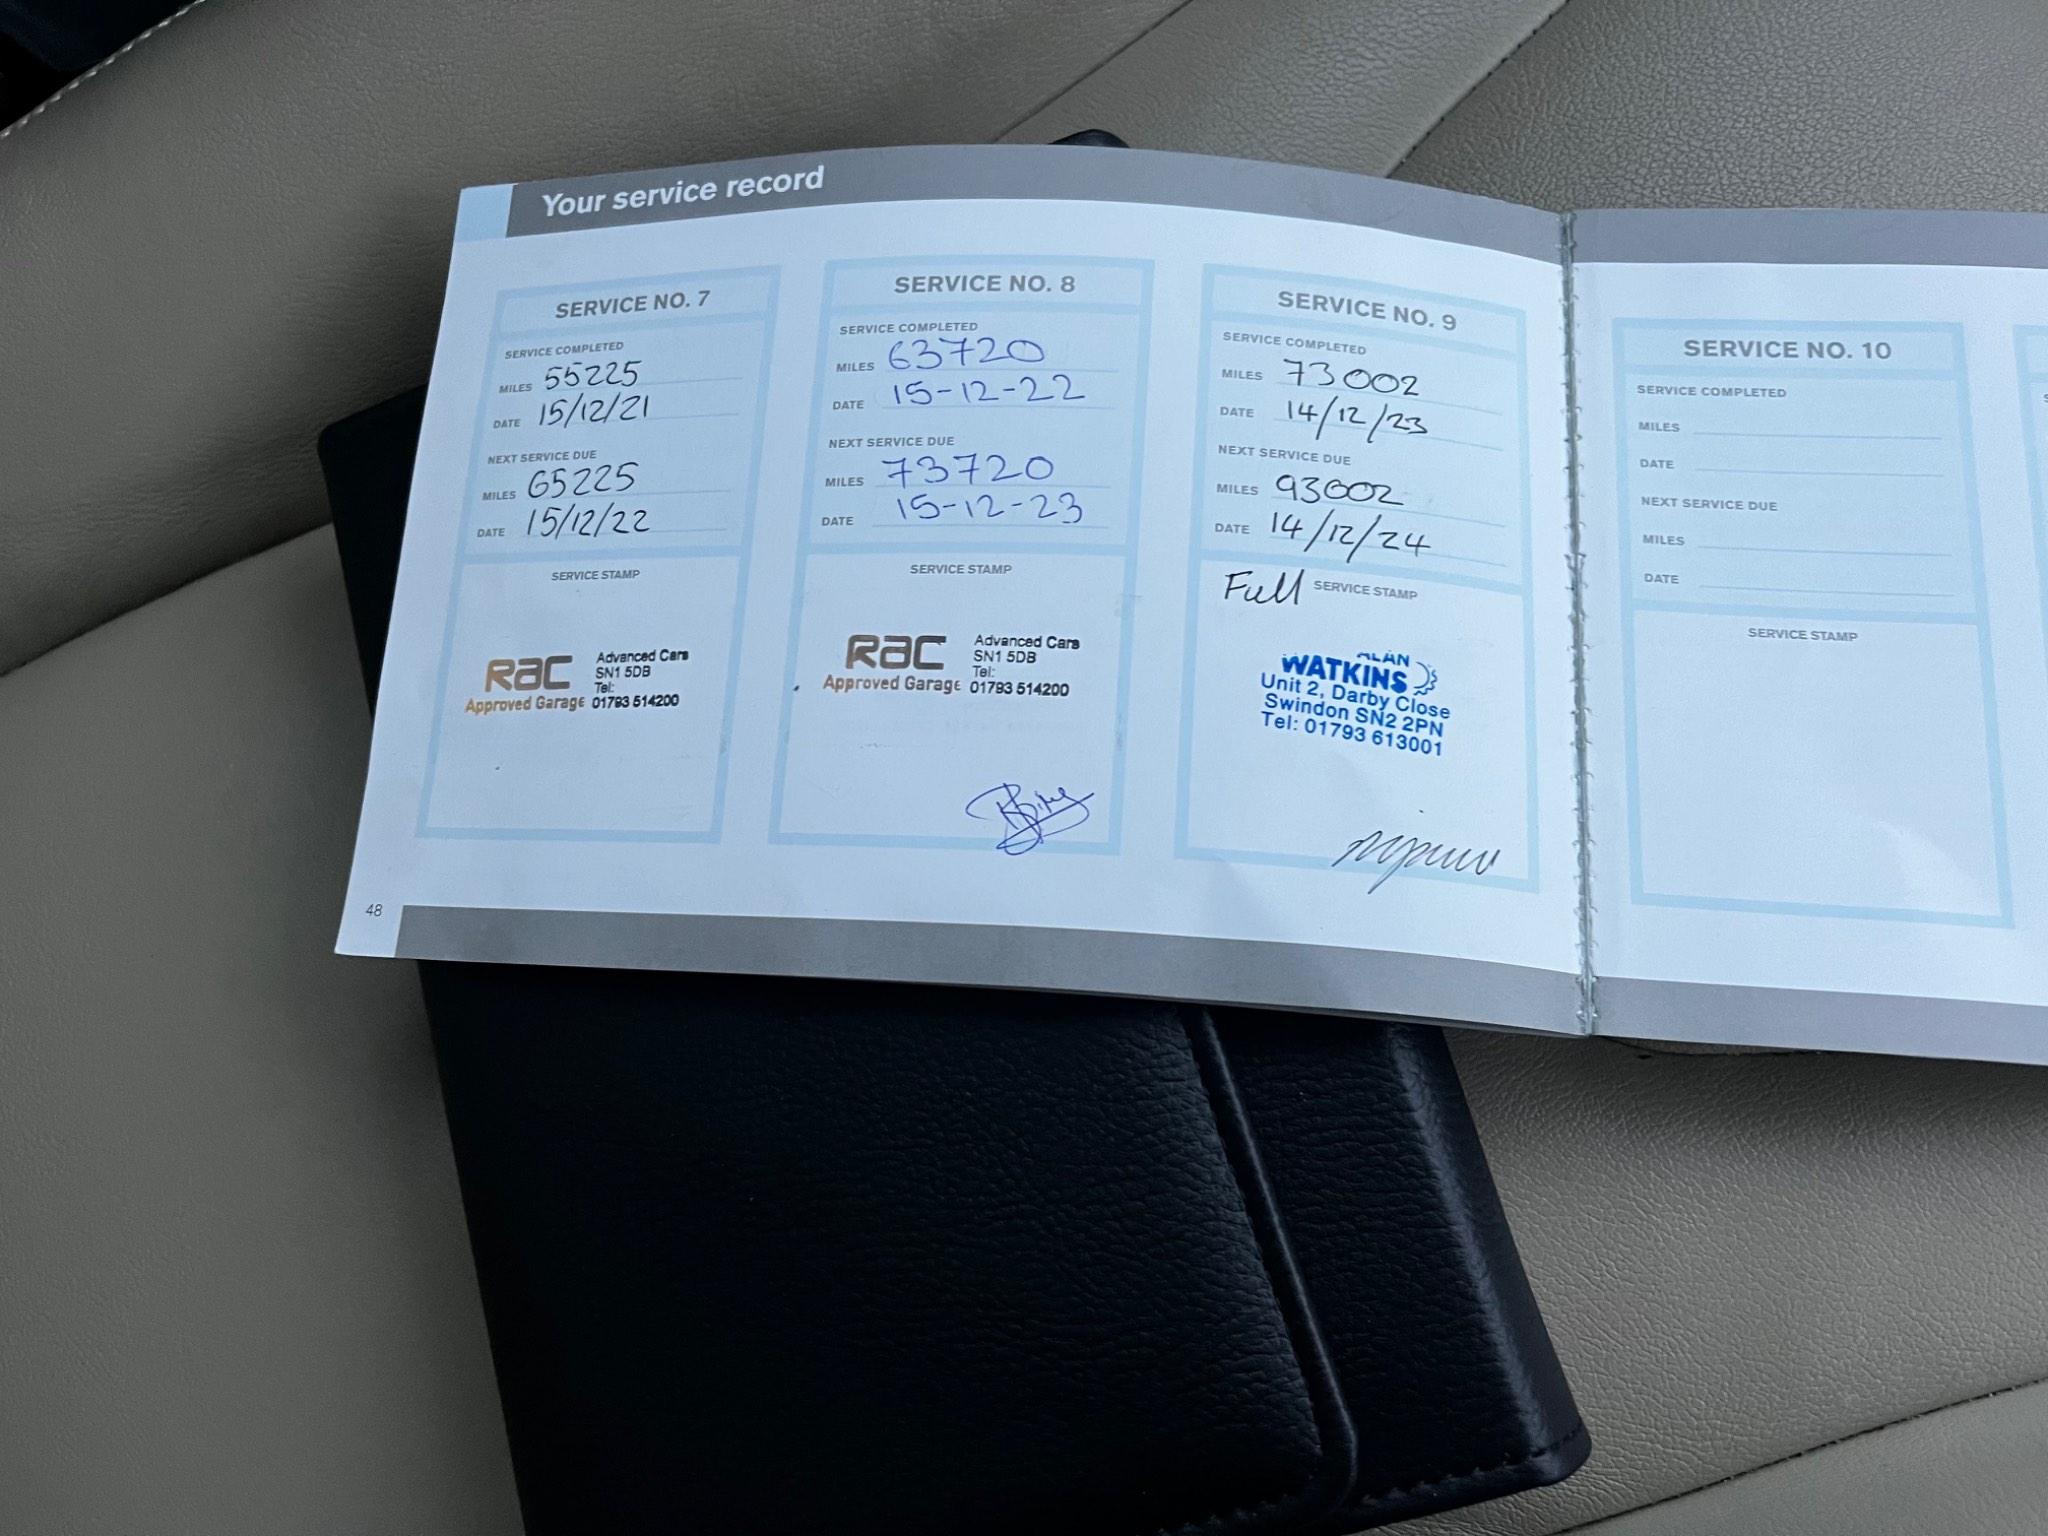 Your service record
SERVICE NO. 7
SERVICE COMPLETED
MILES 55225
DATE 15/12/21
NEXT SERVICE DUE
MILES 65225
DATE 15/12/22
SERVICE STAMP
RAC
Approved Garage
Advanced Cars
SN1 5DB
Tel:
01793 514200
SERVICE NO. 8
SERVICE COMPLETED
MILES 63720
DATE 15-12-22
NEXT SERVICE DUE
MILES 73720
DATE 15-12-23
SERVICE STAMP
RAC
Approved Garage
Advanced Cars
SN1 5DB
Tel:
01793 514200
SERVICE NO. 9
SERVICE COMPLETED
MILES 73002
DATE 14/12/23
NEXT SERVICE DUE
MILES 93002
DATE 14/12/24
Full SERVICE STAMP
ALAN
WATKINS
Unit 2, Darby Close
Swindon SN2 2PN
Tel: 01793 613001
48
SERVICE NO. 10
SERVICE COMPLETED
MILES
DATE
NEXT SERVICE DUE
MILES
DATE
SERVICE STAMP